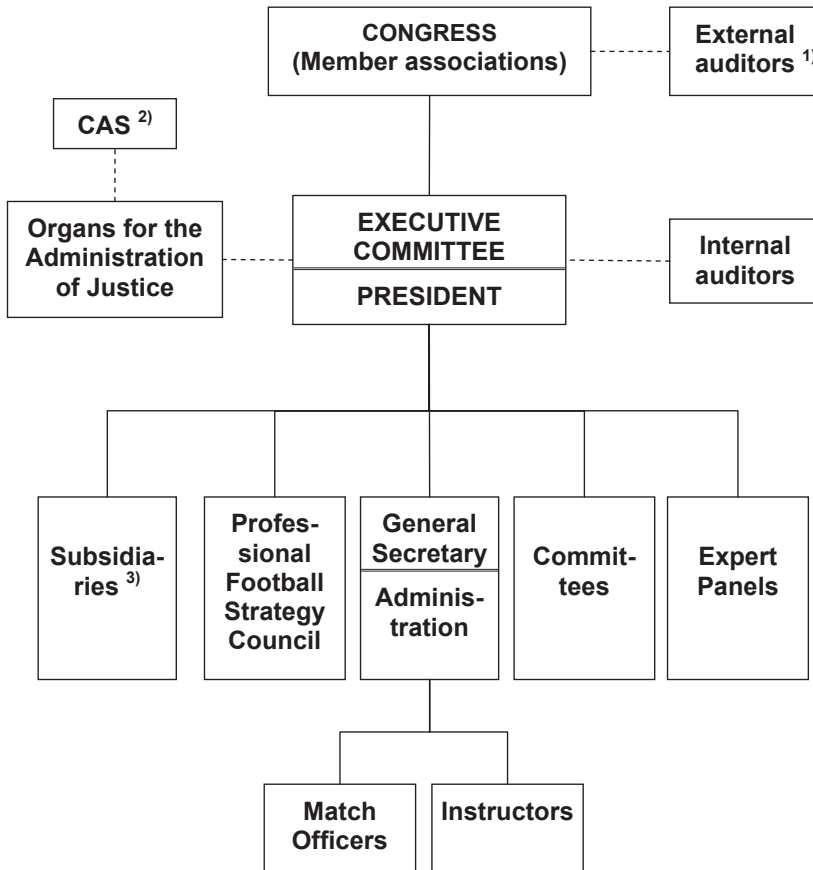 CONGRESS
(Member associations)
External
auditors 1)
CAS 2)
Organs for the
Administration
of Justice
EXECUTIVE
COMMITTEE
PRESIDENT
Internal
auditors
Subsidia-
ries 3)
Profes-
sional
Football
Strategy
Council
General
Secretary
Adminis-
tration
Commit-
tees
Expert
Panels
Match
Officers
Instructors